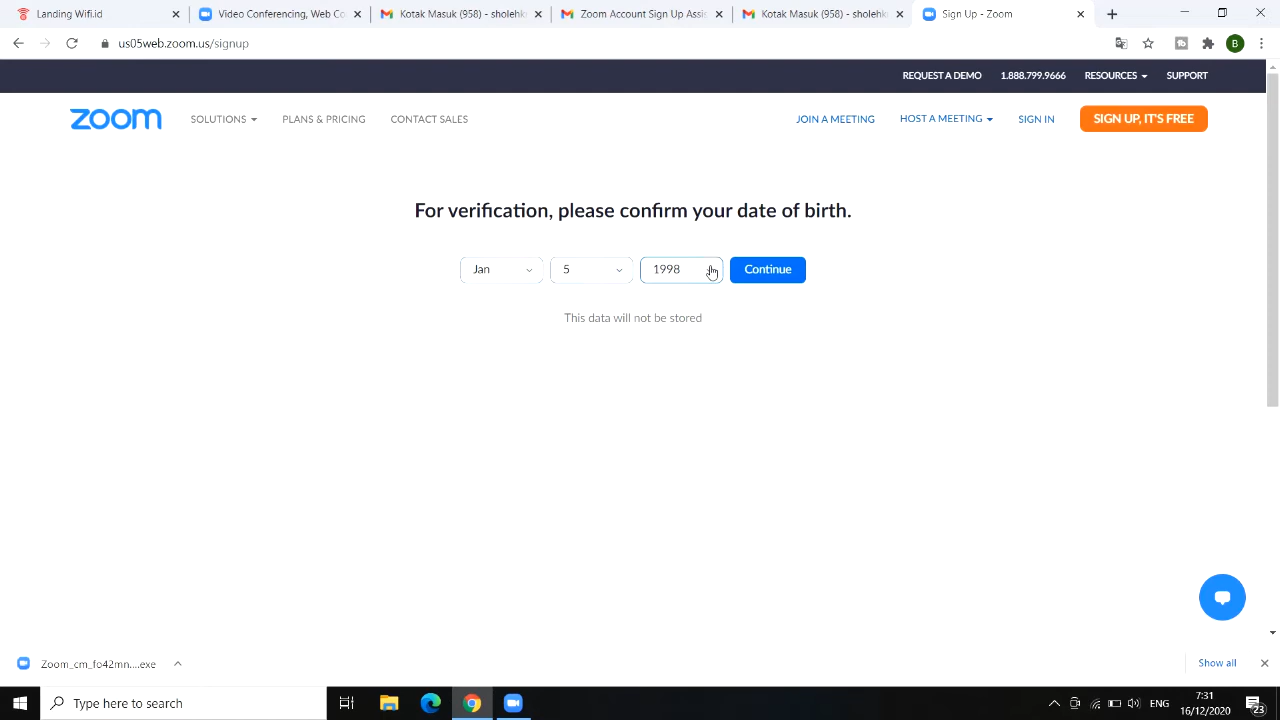 Landing Wifi.id
Video Conferencing, Web Co
Kotak Masuk (958) - sholehk
Zoom Account Sign Up Assis
Kotak Masuk (958) - sholehk
Sign Up - Zoom
us05web.zoom.us/signup
B
REQUEST A DEMO
1.888.799.9666
RESOURCES
SUPPORT
zoom
SOLUTIONS
PLANS & PRICING
CONTACT SALES
JOIN A MEETING
HOST A MEETING
SIGN IN
SIGN UP, IT'S FREE
For verification, please confirm your date of birth.
Jan
5
1998
Continue
This data will not be stored
Zoom_cm_fo42mn....exe
Show all
Type here to search
ENG
7:31
16/12/2020
23